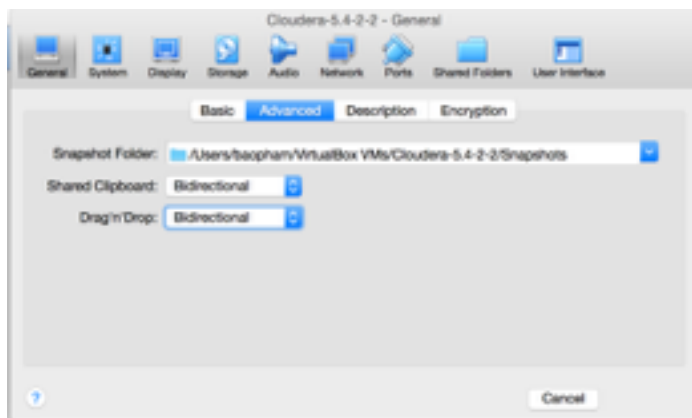 Cloudera-5.4-2-2 - General
General System Display Storage Audio Network Ports Shared Folders User Interface
Basic Advanced Description Encryption
Snapshot Folder: /Users/baopham/VirtualBox VMs/Cloudera-5.4-2-2/Snapshots
Shared Clipboard: Bidirectional
Drag'n'Drop: Bidirectional
? Cancel